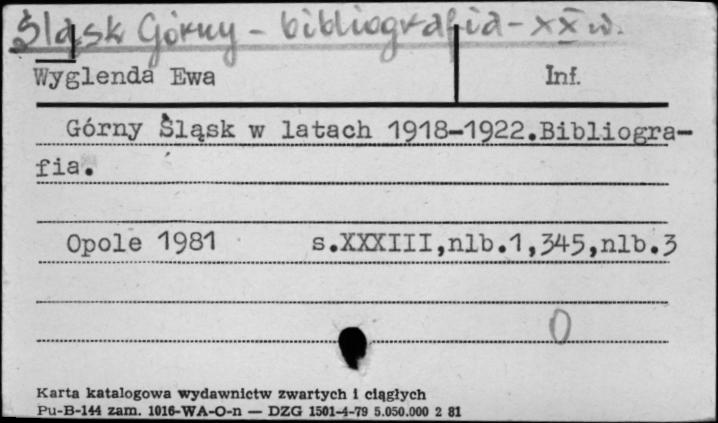 Śląsk Górny - bibliografia - XX w.
Wyglenda Ewa Inf.
Górny Śląsk w latach 1918-1922.Bibliogra-
fia.
Opole 1981 s.XXXIII,nlb.1,345,nlb.3
0
Karta katalogowa wydawnictw zwartych i ciągłych
Pu-B-144 zam. 1016-WA-O-n — DZG 1501-4-79 5.050.000 2 81